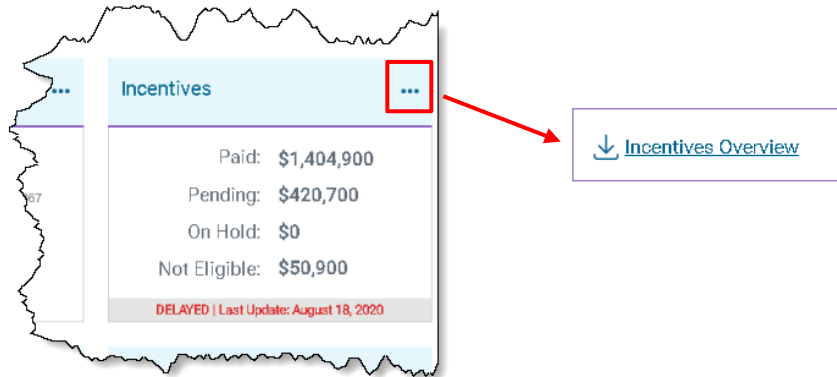 Incentives
Paid: $1,404,900
Pending: $420,700
On Hold: $0
Not Eligible: $50,900
DELAYED | Last Update: August 18, 2020
Incentives Overview